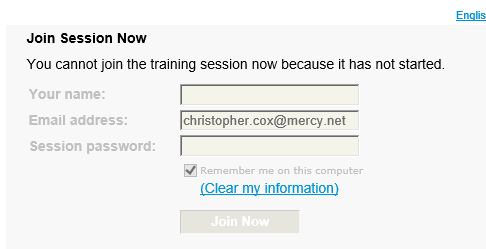 Englis
Join Session Now
You cannot join the training session now because it has not started.
Your name:
Email address: christopher.cox@mercy.net
Session password:
Remember me on this computer
(Clear my information)
Join Now